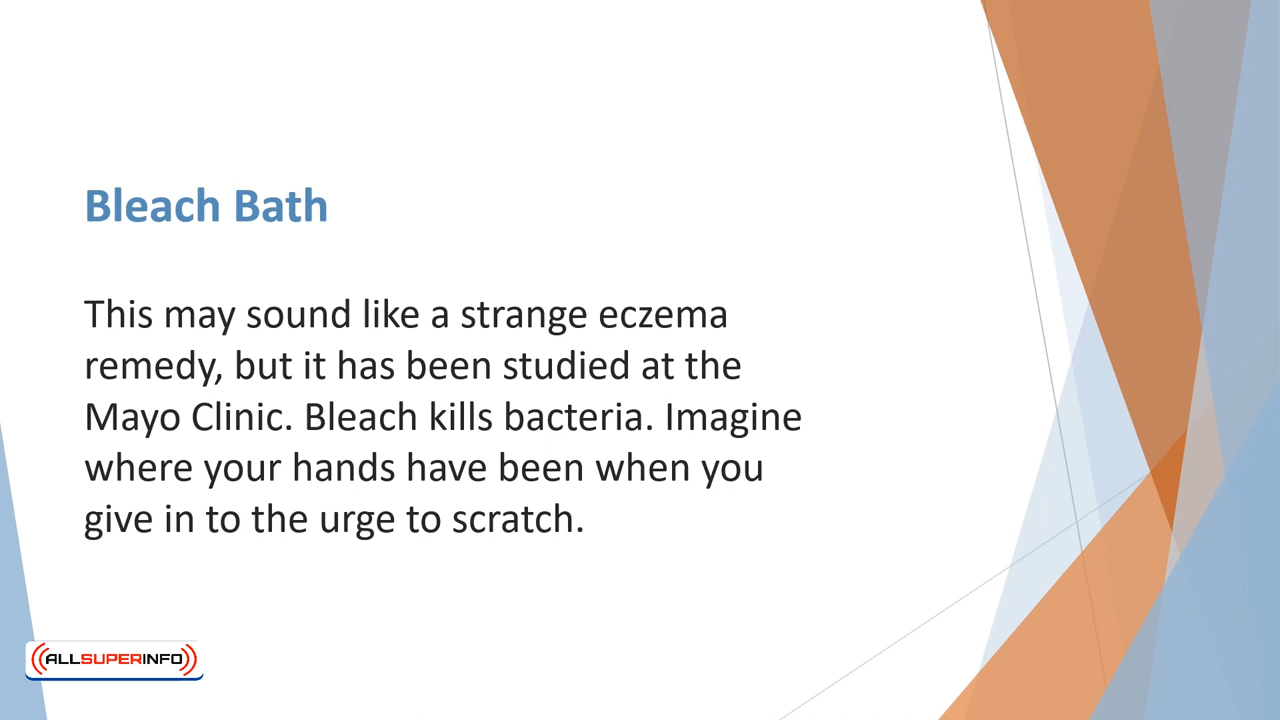 Bleach Bath
This may sound like a strange eczema
remedy, but it has been studied at the
Mayo Clinic. Bleach kills bacteria. Imagine
where your hands have been when you
give in to the urge to scratch.
ALLSUPERINFO